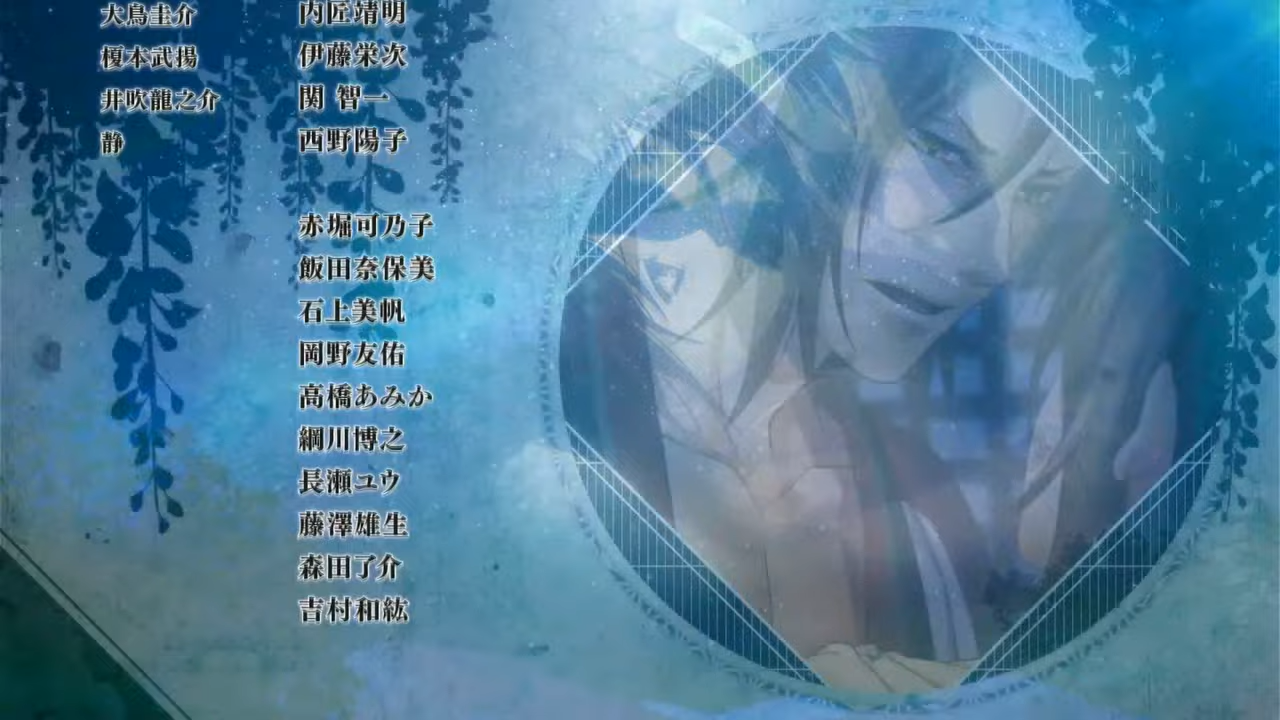 大鳥圭介 内匠靖明
榎本武揚 伊藤栄次
井吹龍之介 関 智一
静 西野陽子
赤堀可乃子
飯田奈保美
石上美帆
岡野友佑
高橋あみか
綱川博之
長瀬ユウ
藤澤雄生
森田了介
吉村和紘